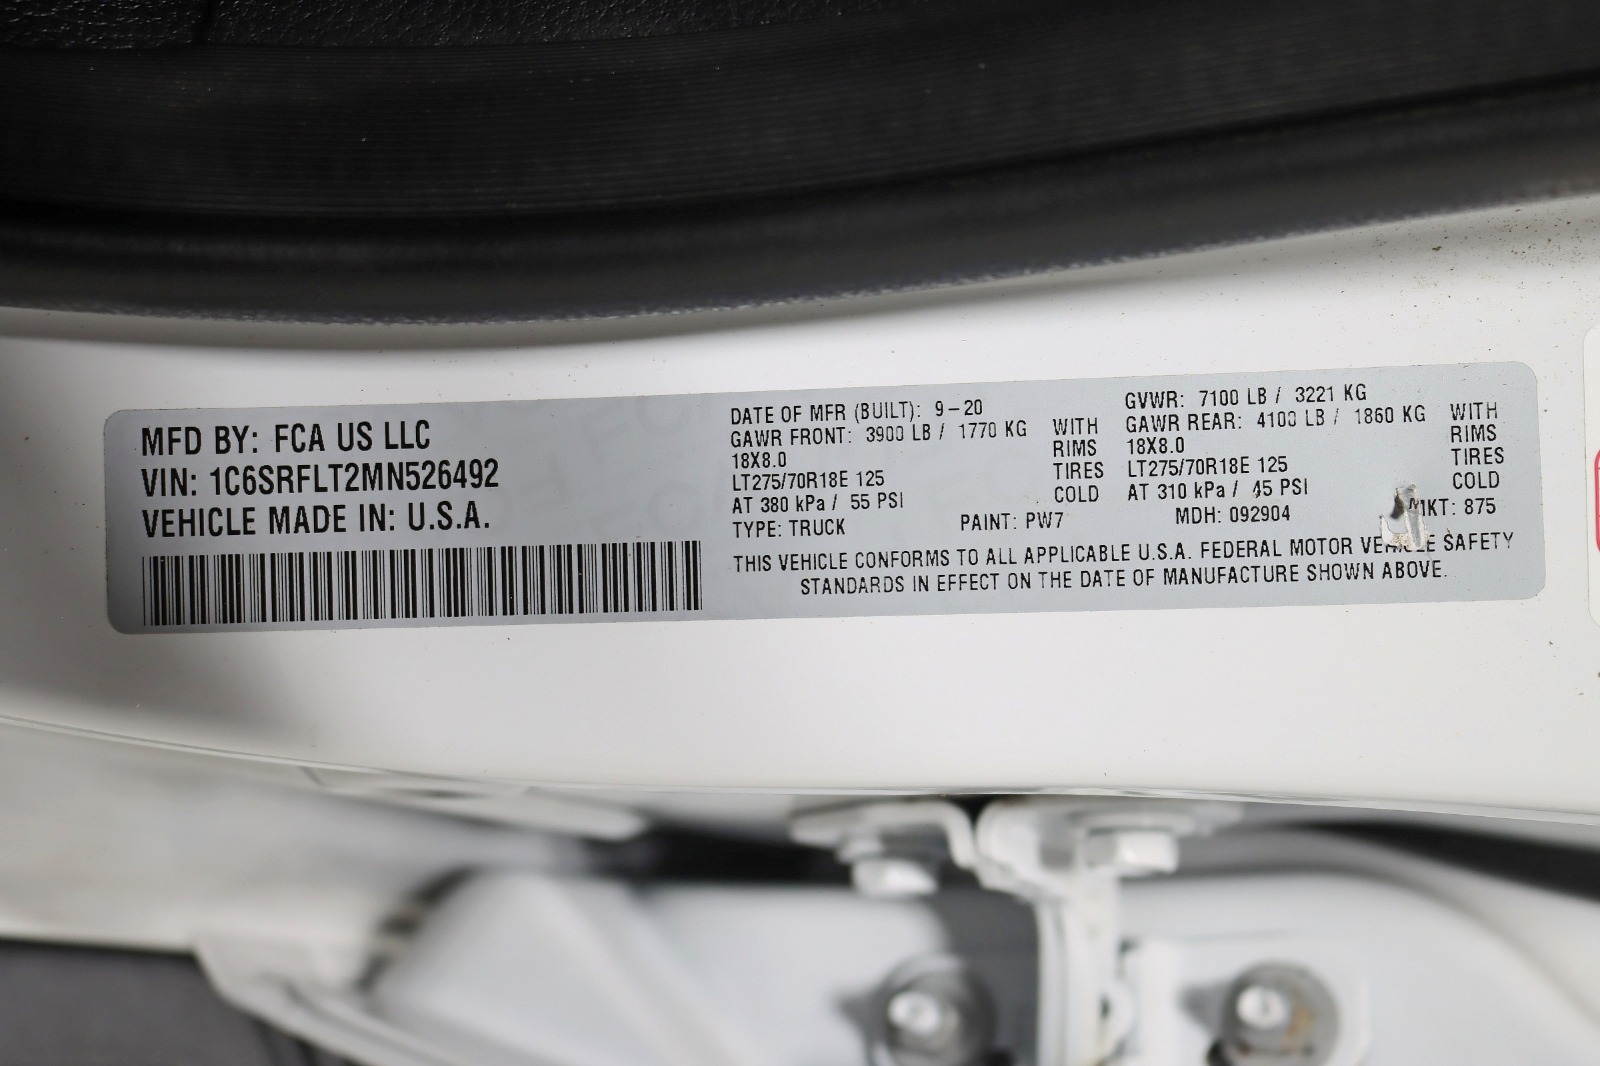 MFD BY: FCA US LLC
VIN: 1C6SRFLT2MN526492
VEHICLE MADE IN: U.S.A.
DATE OF MFR (BUILT): 9-20
GAWR FRONT: 3900 LB / 1770 KG WITH
18X8.0 RIMS
LT275/70R18E 125 TIRES
AT 380 kPa / 55 PSI COLD
TYPE: TRUCK PAINT: PW7
GVWR: 7100 LB / 3221 KG
GAWR REAR: 4100 LB / 1860 KG WITH
18X8.0 RIMS
LT275/70R18E 125 TIRES
AT 310 kPa / 45 PSI COLD
MDH: 092904 MKT: 875
THIS VEHICLE CONFORMS TO ALL APPLICABLE U.S.A. FEDERAL MOTOR VEHICLE SAFETY
STANDARDS IN EFFECT ON THE DATE OF MANUFACTURE SHOWN ABOVE.